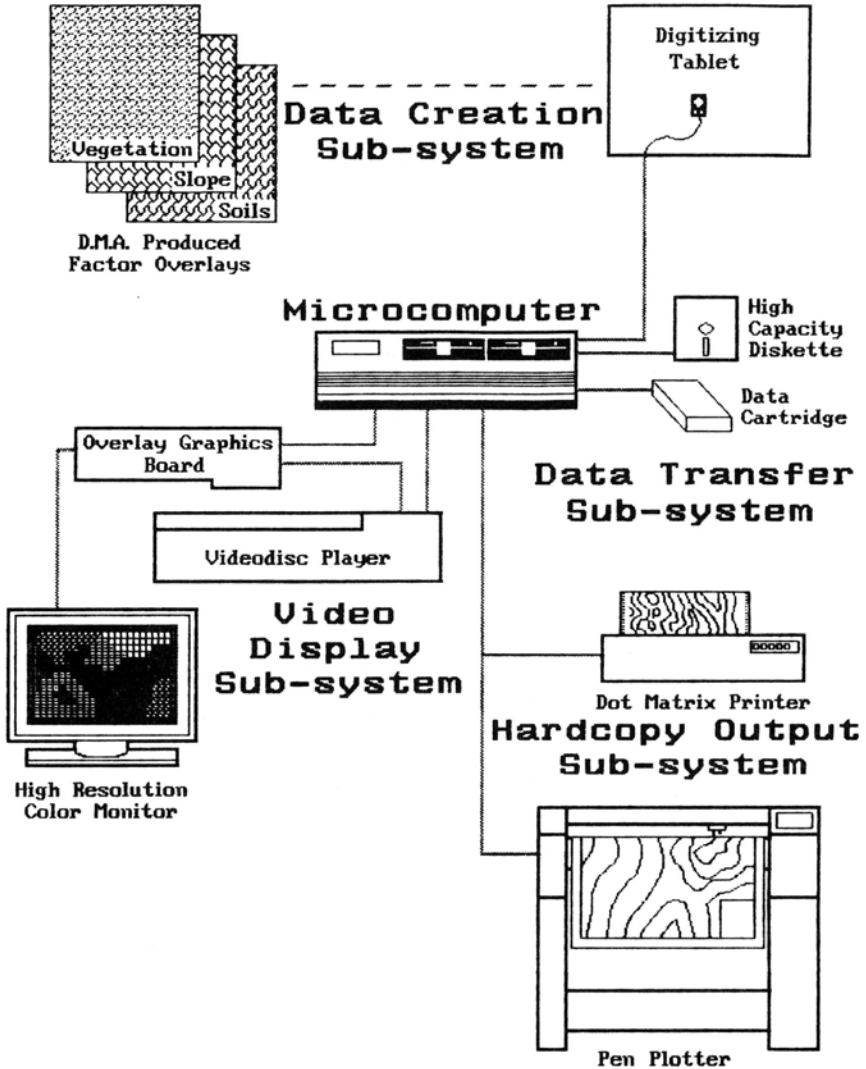 Digitizing
Tablet
Data Creation
Sub-system
Vegetation
Slope
Soils
D.M.A. Produced
Factor Overlays
Microcomputer
High
Capacity
Diskette
Data
Cartridge
Overlay Graphics
Board
Data Transfer
Sub-system
Videodisc Player
Video
Display
Sub-system
Dot Matrix Printer
Hardcopy Output
Sub-system
High Resolution
Color Monitor
Pen Plotter